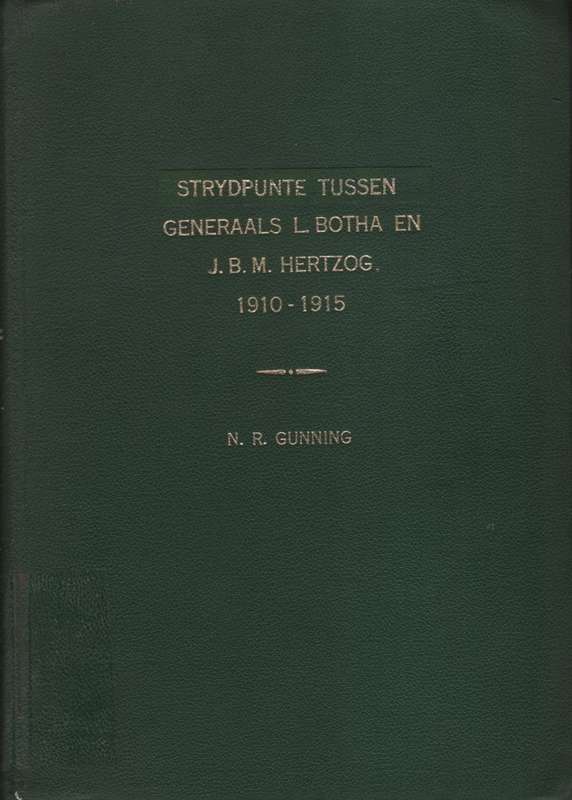 STRYDPUNTE TUSSEN
GENERAALS L. BOTHA EN
J. B. M. HERTZOG.
1910 - 1915
N. R. GUNNING